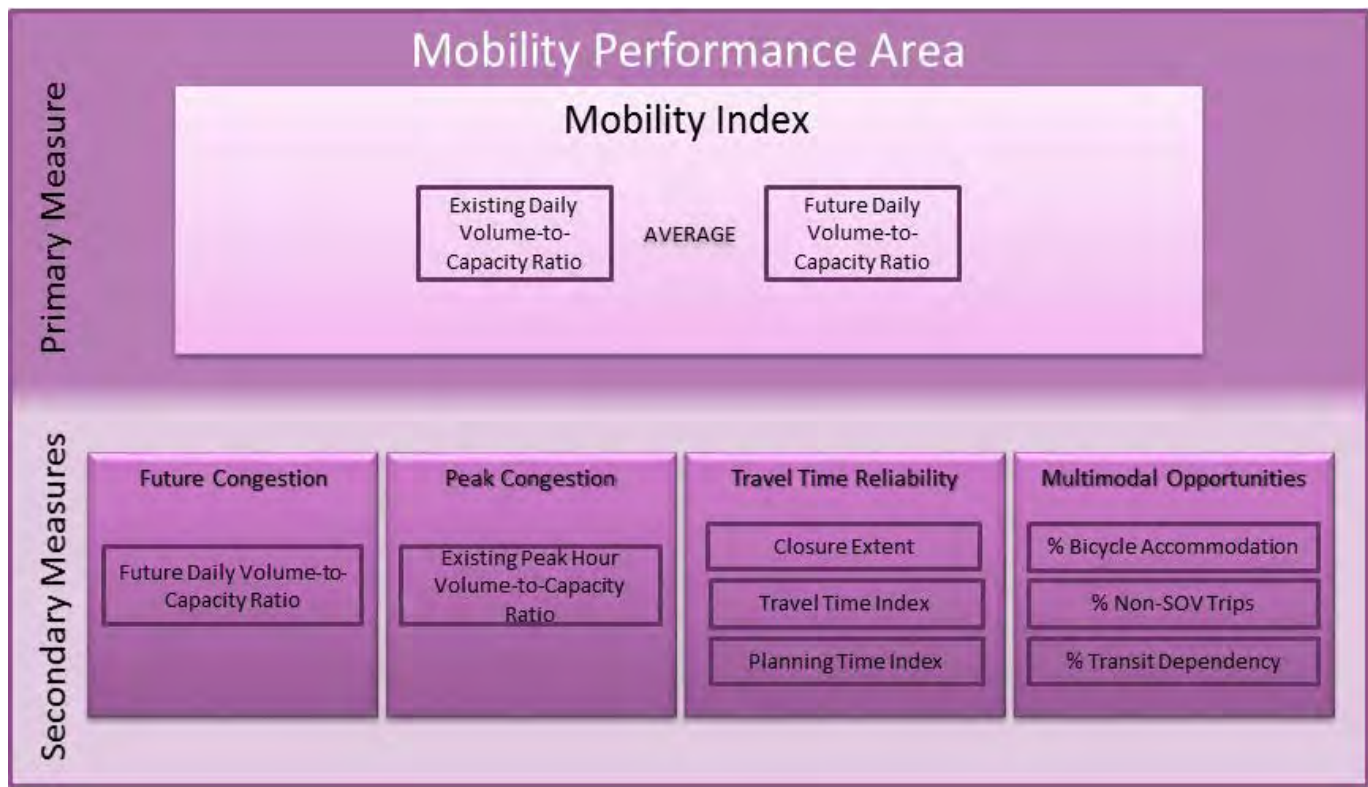 Mobility Performance Area
Primary Measure
Mobility Index
Existing Daily
Volume-to-
Capacity Ratio
AVERAGE
Future Daily
Volume-to-
Capacity Ratio
Secondary Measures
Future Congestion
Future Daily Volume-to-
Capacity Ratio
Peak Congestion
Existing Peak Hour
Volume-to-Capacity
Ratio
Travel Time Reliability
Closure Extent
Travel Time Index
Planning Time Index
Multimodal Opportunities
% Bicycle Accommodation
% Non-SOV Trips
% Transit Dependency